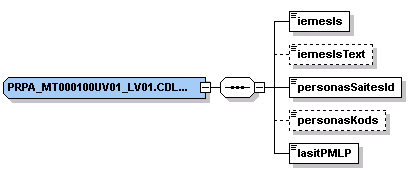 iemesls
iemeslsText
PRPA_MT000100UV01_LV01.CDL...
personasSaitesId
personasKods
lasitPMLP